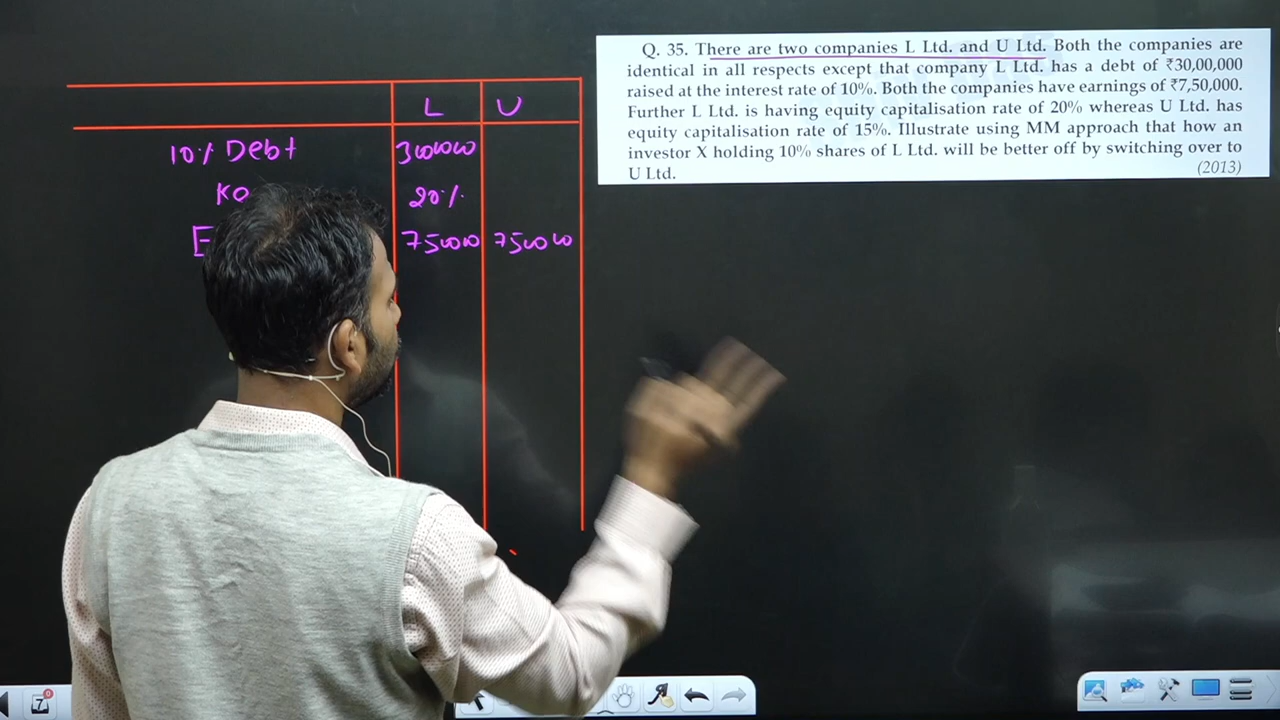 Q. 35. There are two companies L Ltd. and U Ltd. Both the companies are
identical in all respects except that company L Ltd. has a debt of ₹30,00,000
raised at the interest rate of 10%. Both the companies have earnings of ₹7,50,000.
Further L Ltd. is having equity capitalisation rate of 20% whereas U Ltd. has
equity capitalisation rate of 15%. Illustrate using MM approach that how an
investor X holding 10% shares of L Ltd. will be better off by switching over to
U Ltd. (2013)
L U
10% Debt 3000000
Ke 20%
E 750000 750000